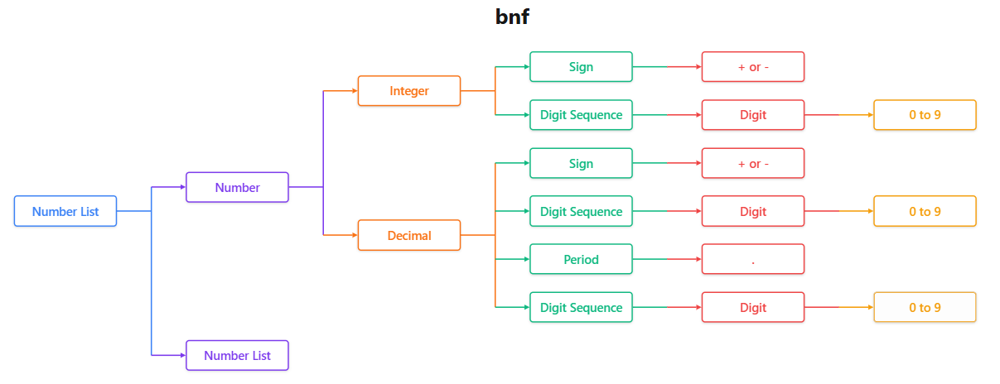 bnf
Number List
Number
Integer
Sign
+ or -
Digit Sequence
Digit
0 to 9
Decimal
Sign
+ or -
Digit Sequence
Digit
0 to 9
Period
.
Digit Sequence
Digit
0 to 9
Number List